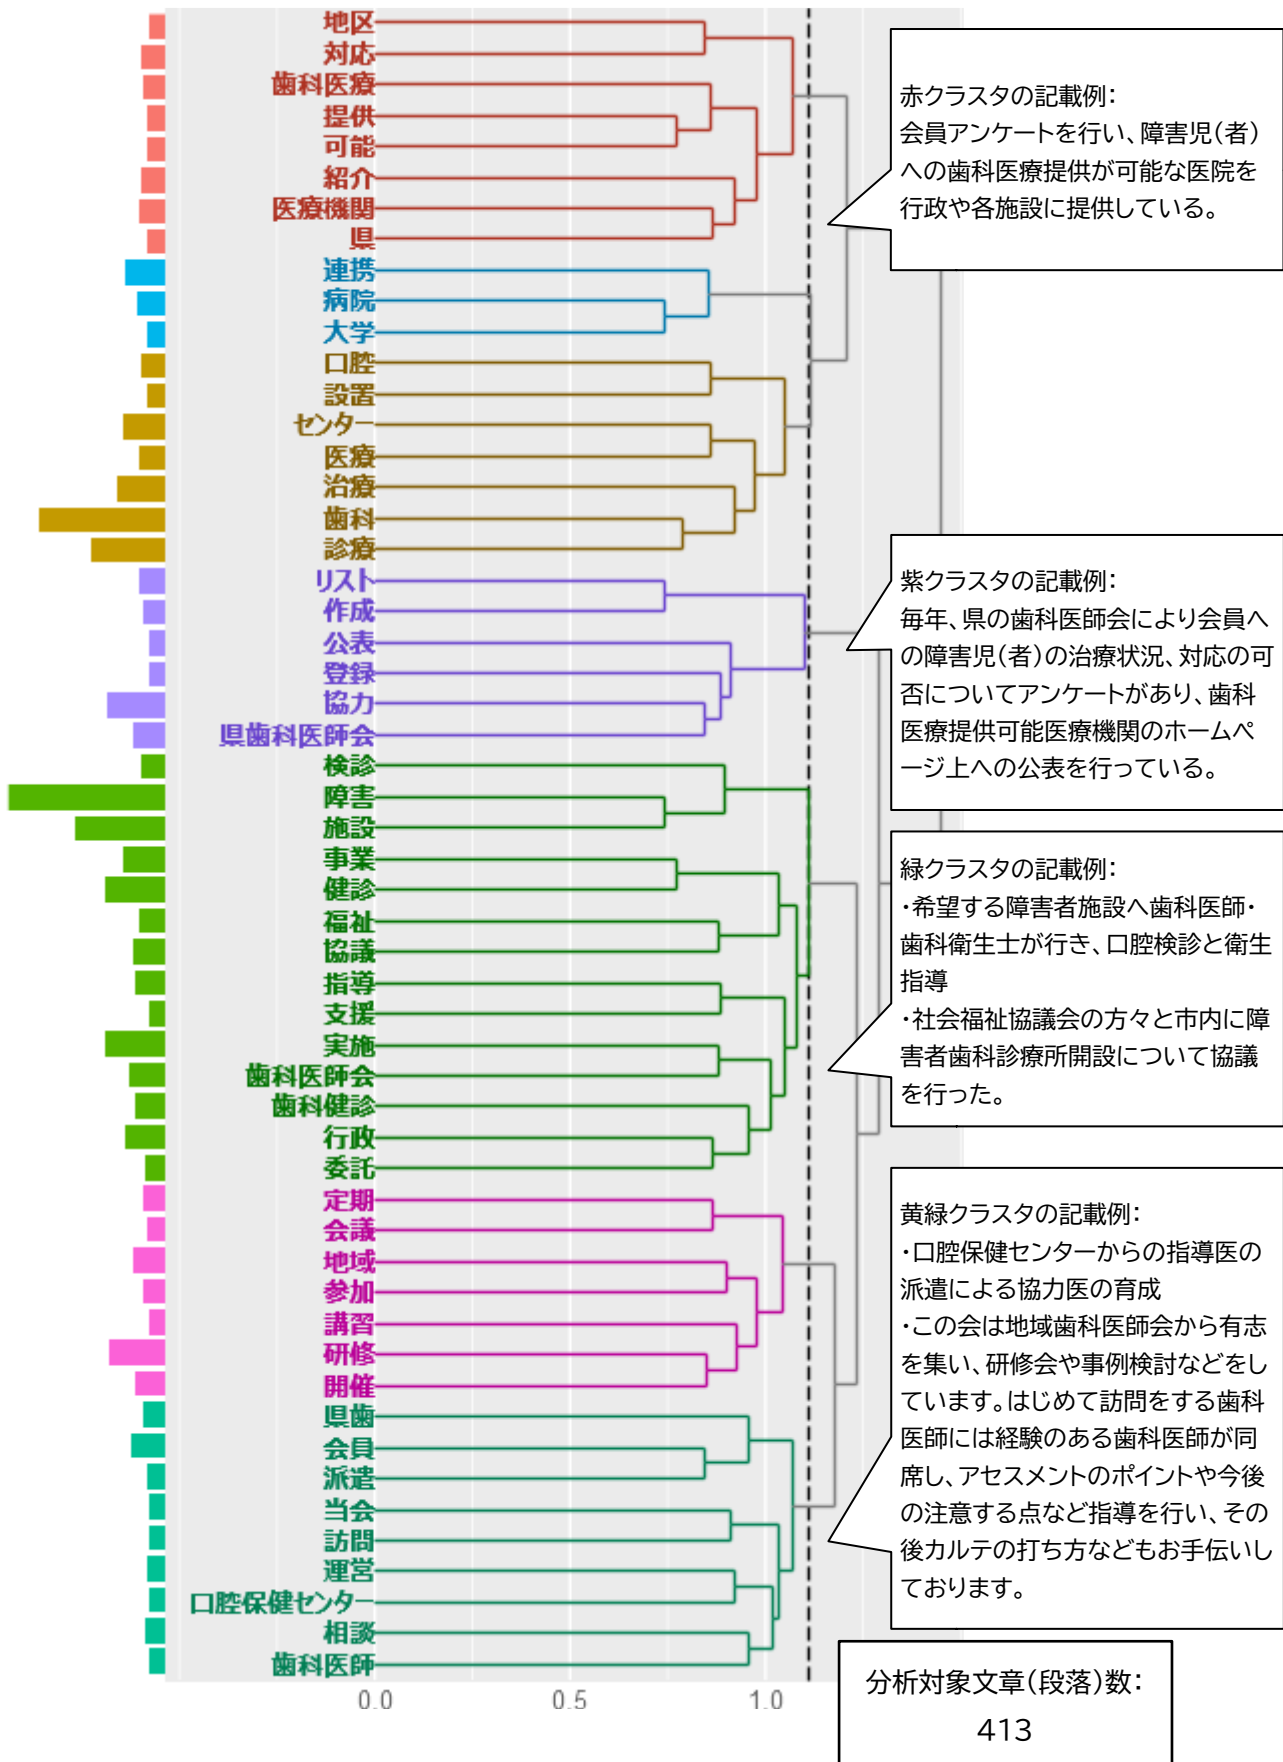 地区
対応
歯科医療
提供
可能
紹介
医療機関
県
連携
病院
大学
口腔
設置
センター
医療
治療
歯科
診療
リスト
作成
公表
登録
協力
県歯科医師会
検診
障害
施設
事業
健診
福祉
協議
指導
支援
実施
歯科医師会
歯科健診
行政
委託
定期
会議
地域
参加
講習
研修
開催
県歯
会員
派遣
当会
訪問
運営
口腔保健センター
相談
歯科医師
0.0 0.5 1.0
赤クラスタの記載例：
会員アンケートを行い、障害児（者）
への歯科医療提供が可能な医院を
行政や各施設に提供している。
紫クラスタの記載例：
毎年、県の歯科医師会により会員へ
の障害児（者）の治療状況、対応の可
否についてアンケートがあり、歯科
医療提供可能医療機関のホームペ
ージ上への公表を行っている。
緑クラスタの記載例：
・希望する障害者施設へ歯科医師・
歯科衛生士が行き、口腔検診と衛生
指導
・社会福祉協議会の方々と市内に障
害者歯科診療所開設について協議
を行った。
黄緑クラスタの記載例：
・口腔保健センターからの指導医の
派遣による協力医の育成
・この会は地域歯科医師会から有志
を集い、研修会や事例検討などをし
ています。はじめて訪問をする歯科
医師には経験のある歯科医師が同
席し、アセスメントのポイントや今後
の注意する点など指導を行い、その
後カルテの打ち方などもお手伝いし
ております。
分析対象文章（段落）数：
413